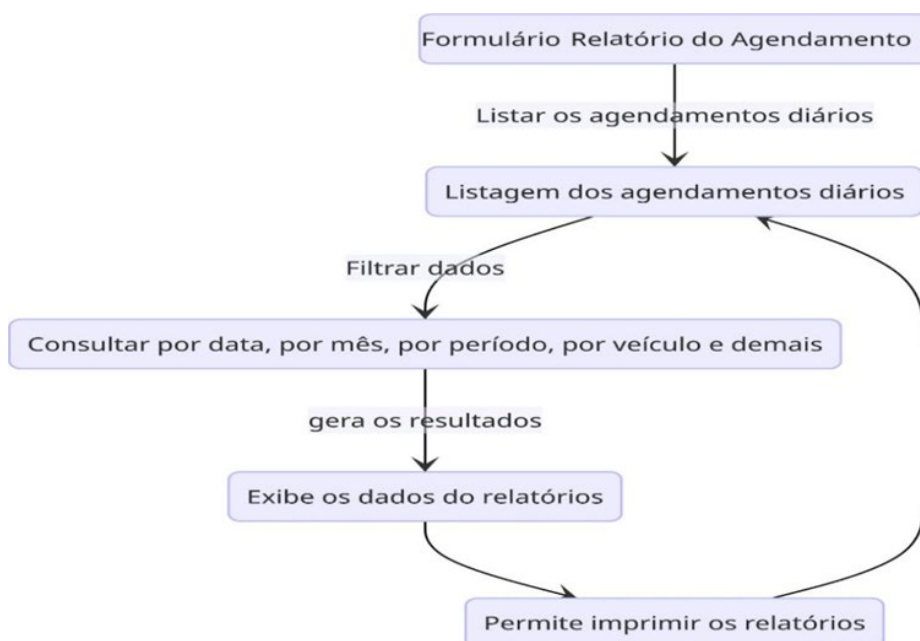 Formulário Relatório do Agendamento
Listar os agendamentos diários
Listagem dos agendamentos diários
Filtrar dados
Consultar por data, por mês, por período, por veículo e demais
gera os resultados
Exibe os dados do relatórios
Permite imprimir os relatórios